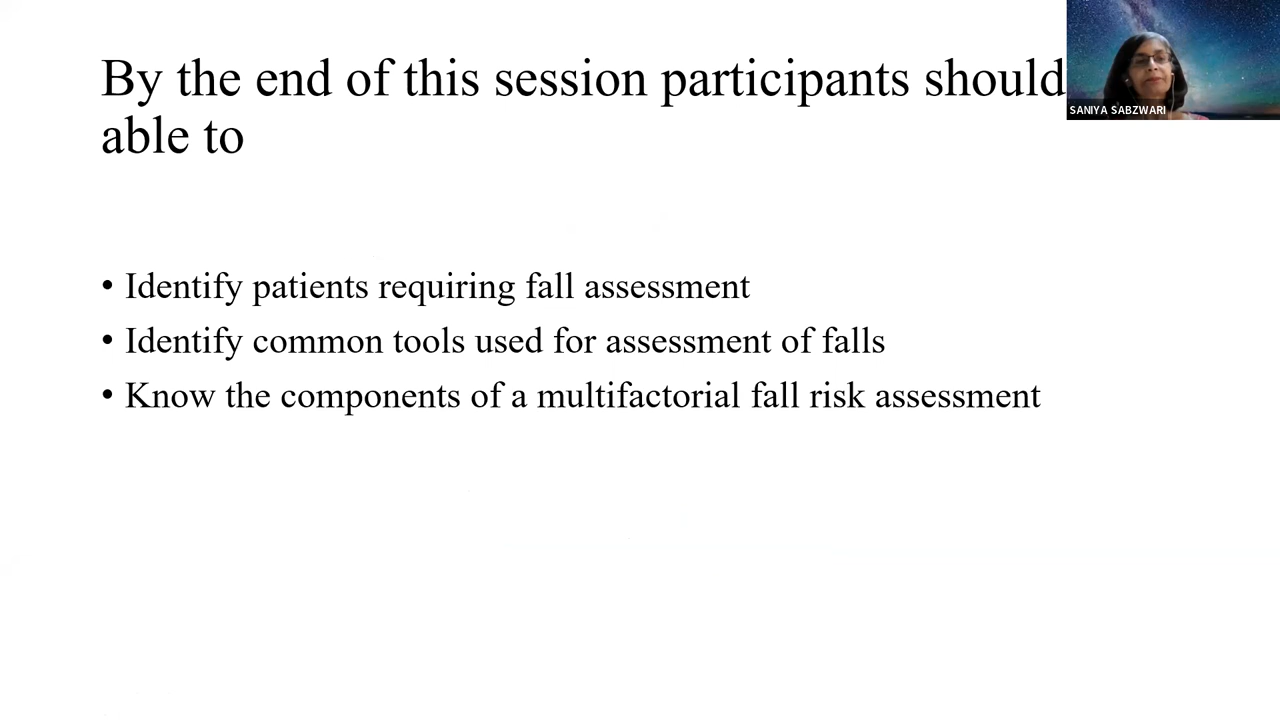 By the end of this session participants should
able to
SANIYA SABZWARI
• Identify patients requiring fall assessment
• Identify common tools used for assessment of falls
• Know the components of a multifactorial fall risk assessment